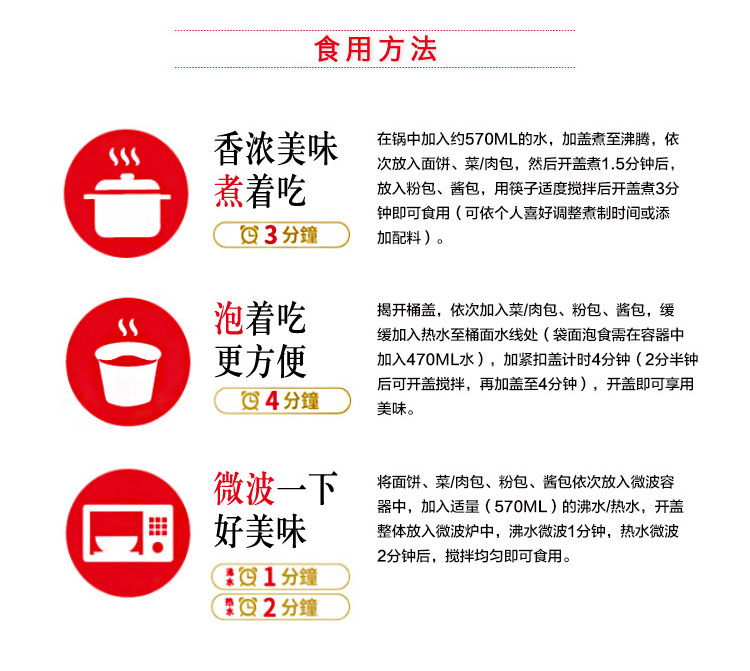 食用方法
香浓美味
煮着吃
3分鐘
在锅中加入约570ML的水，加盖煮至沸腾，依
次放入面饼、菜/肉包，然后开盖煮1.5分钟后，
放入粉包、酱包，用筷子适度搅拌后开盖煮3分
钟即可食用（可依个人喜好调整煮制时间或添
加配料）。
泡着吃
更方便
4分鐘
揭开桶盖，依次加入菜/肉包、粉包、酱包，缓
缓加入热水至桶面水线处（袋面泡食需在容器中
加入470ML水），加紧扣盖计时4分钟（2分半钟
后可开盖搅拌，再加盖至4分钟），开盖即可享用
美味。
微波一下
好美味
沸水 1分鐘
热水 2分鐘
将面饼、菜/肉包、粉包、酱包依次放入微波容
器中，加入适量（570ML）的沸水/热水，开盖
整体放入微波炉中，沸水微波1分钟，热水微波
2分钟后，搅拌均匀即可食用。